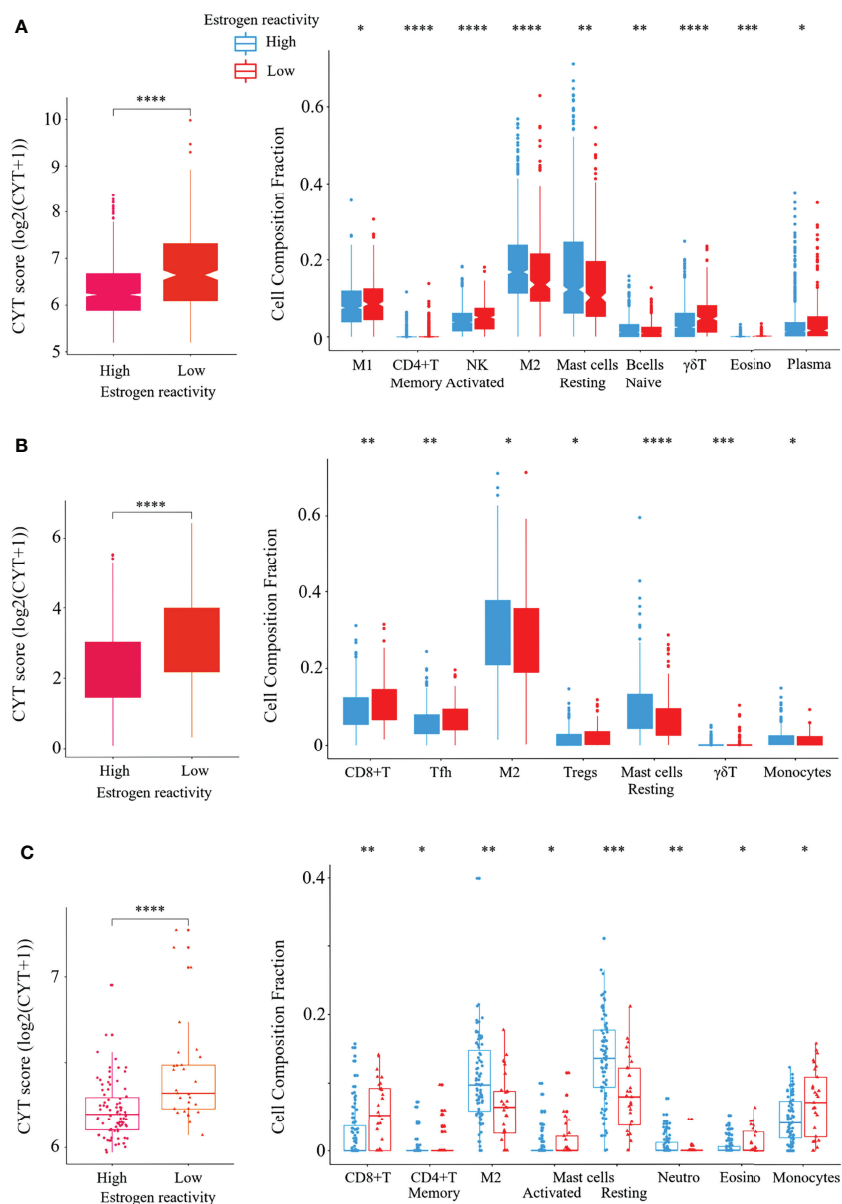 A
Estrogen reactivity
High
Low
****
CYT score (log2(CYT+1))
10
9
8
7
6
5
High Low
Estrogen reactivity
* **** **** **** ** ** **** *** *
Cell Composition Fraction
0.6
0.4
0.2
0
M1 CD4+T NK M2 Mast cells Bcells γδT Eosino Plasma
Memory Activated Resting Naive
B
****
CYT score (log2(CYT+1))
6
4
2
0
High Low
Estrogen reactivity
** ** * * **** *** *
Cell Composition Fraction
0.6
0.4
0.2
0
CD8+T Tfh M2 Tregs Mast cells γδT Monocytes
Resting
C
****
CYT score (log2(CYT+1))
7
6
High Low
Estrogen reactivity
** * ** * *** ** * *
Cell Composition Fraction
0.4
0.2
0
CD8+T CD4+T M2 Mast cells Neutro Eosino Monocytes
Memory Activated Resting